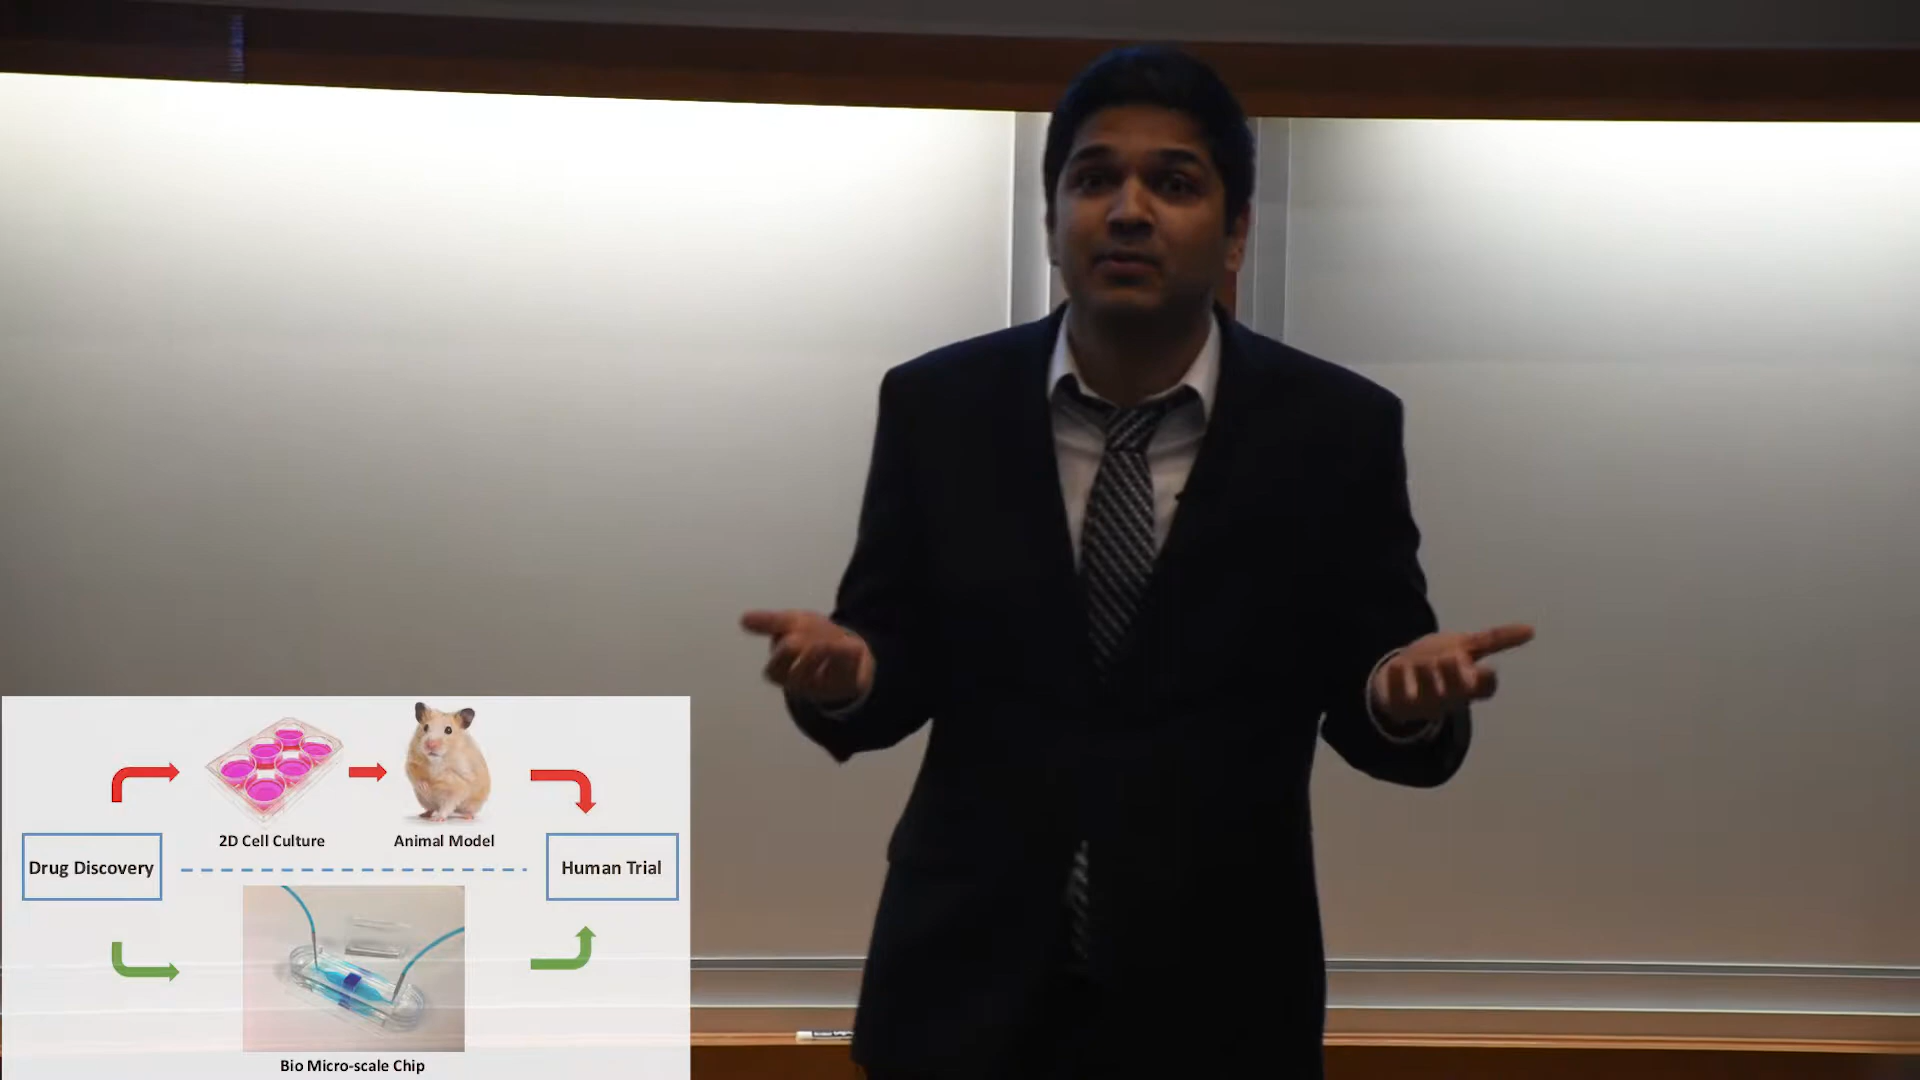 2D Cell Culture
Animal Model
Drug Discovery
Human Trial
Bio Micro-scale Chip